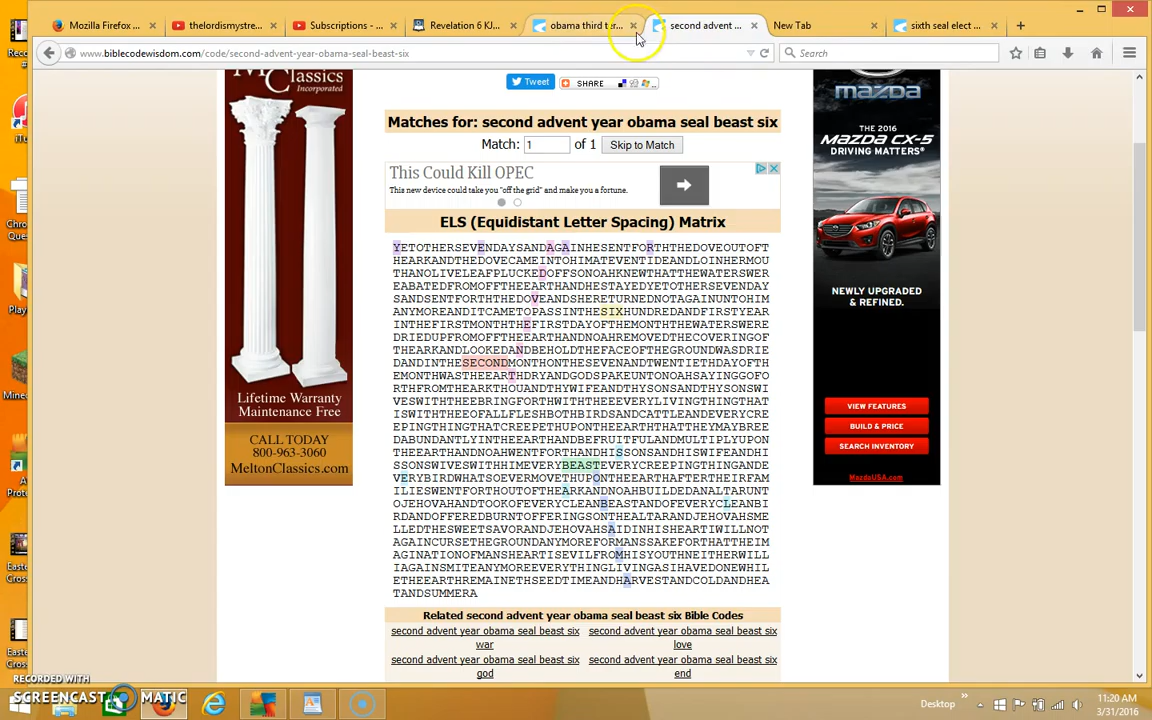 Mozilla Firefox ...
thelordismystre...
Subscriptions - ...
Revelation 6 KJ...
obama third ter...
second advent ...
New Tab
sixth seal elect ...
www.biblecodewisdom.com/code/second-advent-year-obama-seal-beast-six
Search
Classics
Incorporated
Lifetime Warranty
Maintenance Free
CALL TODAY
800-963-3060
MeltonClassics.com
Tweet
SHARE
Matches for: second advent year obama seal beast six
Match: 1 of 1 Skip to Match
This Could Kill OPEC
This new device could take you "off the grid" and make you a fortune.
ELS (Equidistant Letter Spacing) Matrix
YETOTHERSEVENDAYSANDAGAINHESENTFORTHTHEDOVEOUTOFT
HEARKANDTHEDOVECAMEINTOHIMATEVENTIDEANDLOINHERMOU
THANOLIVELEAFPLUCKEDOFFSONOAHKNEWTHATTHEWATERSWER
EABATEDFROMOFFTHEEARTHANDHESTAYEDYETOTHERSEVENDAY
SANDSENTFORTHTHEDOVEANDSHERETURNEDNOTAGAINUNTOHIM
ANYMOREANDITCAMETOPASSINTHESIXHUNDREDANDFIRSTYEAR
INTHEFIRSTMONTHTHEFIRSTDAYOFTHEMONTHTHEWATERSWERE
DRIEDUPFROMOFFTHEEARTHANDNOAHREMOVEDTHECOVERINGOF
THEARKANDLOOKEDANDBEHOLDTHEFACEOFTHEGROUNDWASDRIE
DANDINTHESECONDMONTHONTHESEVENANDTWENTIETHDAYOFTH
EMONTHWASTHEEARTHDRYANDGODSPAKEUNTONOAHSAYINGGOFO
RTHFROMTHEARKTHOUANDTHYWIFEANDTHYSONSANDTHYSONSWI
VESWITHTHEEBRINGFORTHWITHTHEEEVERYLIVINGTHINGTHAT
ISWITHTHEEOFALLFLESHBOTHBIRDSANDCATTLEANDEVERYCRE
EPINGTHINGTHATCREEPETHUPONTHEEARTHTHATTHEYMAYBREE
DABUNDANTLYINTHEEARTHANDBEFRUITFULANDMULTIPLYUPON
THEEARTHANDNOAHWENTFORTHANDHISSONSANDHISWIFEANDHI
SSONSWIVESWITHHIMEVERYBEASTEVERYCREEPINGTHINGANDE
VERYBIRDWHATSOEVERMOVETHUPONTHEEARTHAFTERTHEIRFAM
ILIESWENTFORTHOUTOFTHEARKANDNOAHBUILDEDANALTARUNT
OJEHOVAHANDTOOKOFEVERYCLEANBEASTANDOFEVERYCLEANBI
RDANDOFFEREDBURNTOFFERINGSONTHEALTARANDJEHOVAHSME
LLEDTHESWEETSAVORANDJEHOVAHSAIDINHISHEARTIWILLNOT
AGAINCURSETHEGROUNDANYMOREFORMANSSAKEFORTHATTHEIM
AGINATIONOFMANSHEARTISEVILFROMHISYOUTHNEITHERWILL
IAGAINSMITEANYMOREEVERYTHINGLIVINGASIHAVEDONEWHIL
ETHEEARTHREMAINETHSEEDTIMEANDHARVESTANDCOLDANDHEA
TANDSUMMERA
Related second advent year obama seal beast six Bible Codes
second advent year obama seal beast six war
second advent year obama seal beast six love
second advent year obama seal beast six god
second advent year obama seal beast six end
mazda
THE 2016
MAZDA CX-5
DRIVING MATTERS®
NEWLY UPGRADED
& REFINED.
VIEW FEATURES
BUILD & PRICE
SEARCH INVENTORY
MazdaUSA.com
RECORDED WITH
SCREENCAST MATIC
Desktop
11:20 AM
3/31/2016